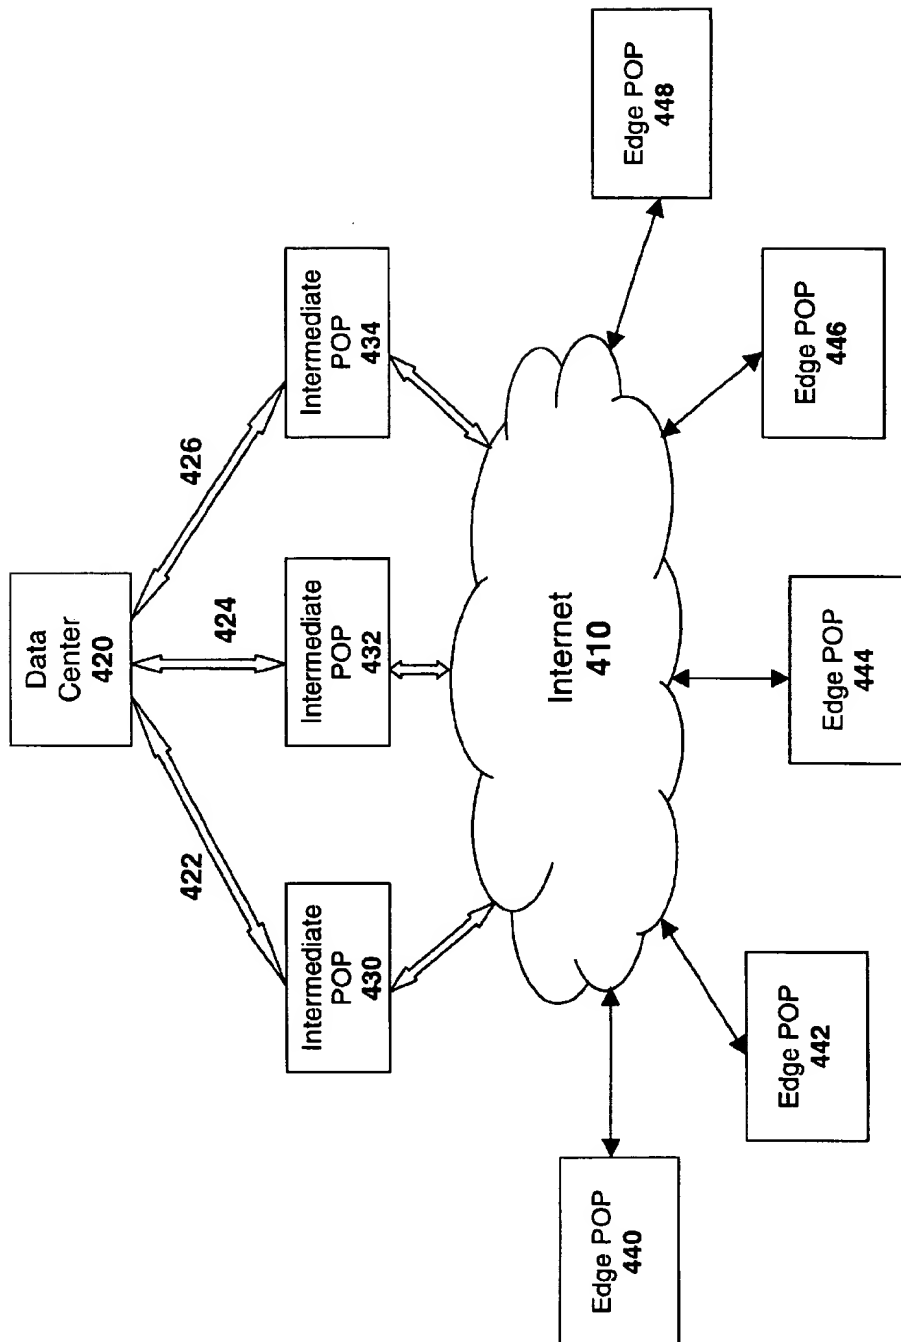 Data
Center
420
422
424
426
Intermediate
POP
430
Intermediate
POP
432
Intermediate
POP
434
Internet
410
Edge POP
440
Edge POP
442
Edge POP
444
Edge POP
446
Edge POP
448